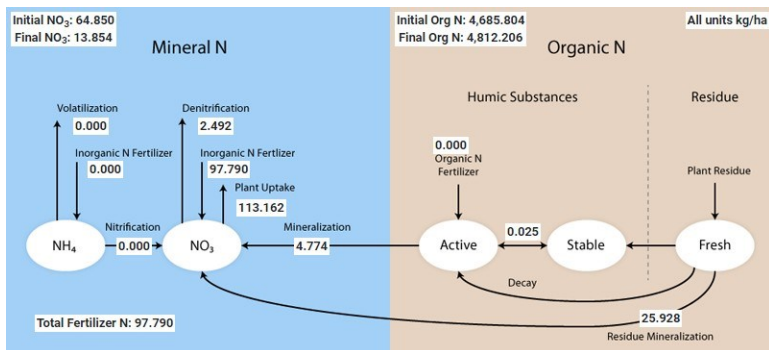 Initial NO₃: 64.850
Final NO₃: 13.854
Mineral N
Initial Org N: 4,685.804
Final Org N: 4,812.206
All units kg/ha
Organic N
Humic Substances
Residue
Volatilization
0.000
Denitrification
2.492
Inorganic N Fertilizer
0.000
Inorganic N Fertlizer
97.790
Plant Uptake
113.162
0.000
Organic N
Fertilizer
Plant Residue
Nitrification
0.000
Mineralization
4.774
0.025
NH₄
NO₃
Active
Stable
Fresh
Decay
25.928
Residue Mineralization
Total Fertilizer N: 97.790